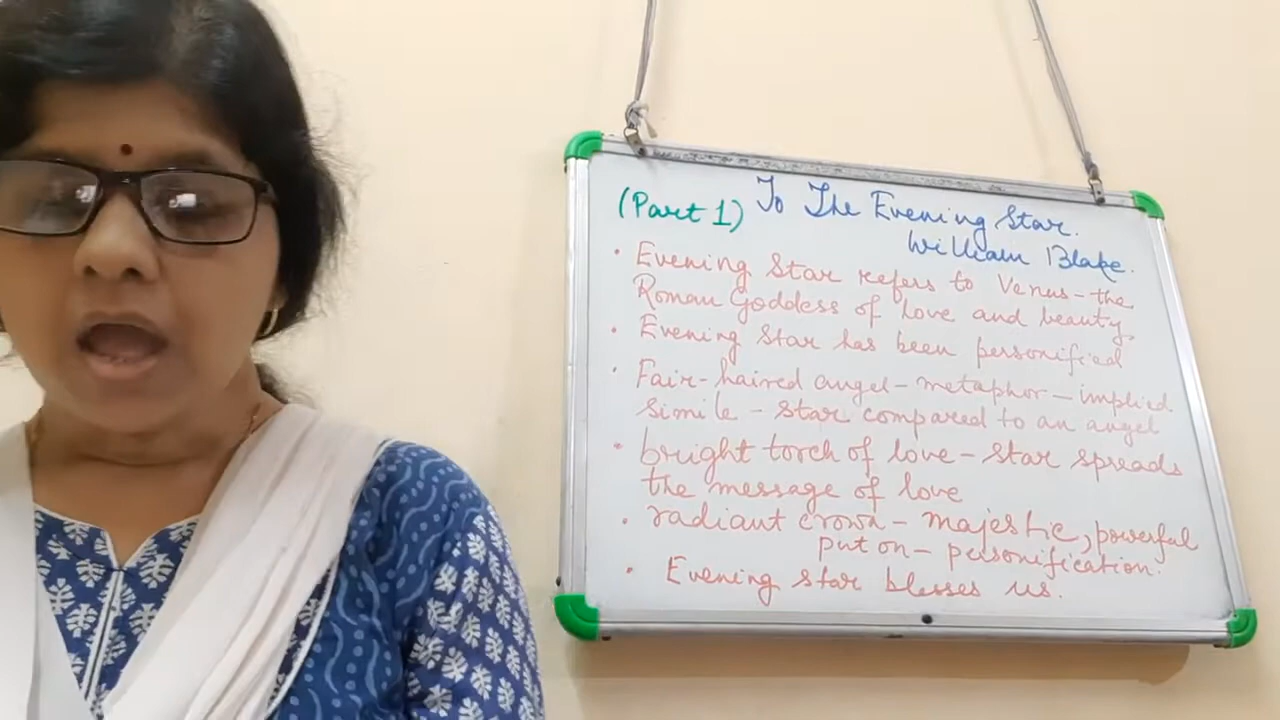 (Part 1) To The Evening Star.
William Blake.
• Evening Star refers to Venus - the
Roman Goddess of love and beauty.
• Evening Star has been personified
• Fair-haired angel - metaphor - implied
simile - star compared to an angel
• bright torch of love - star spreads
the message of love
• radiant crown - majestic, powerful
put on - personification.
• Evening star blesses us.